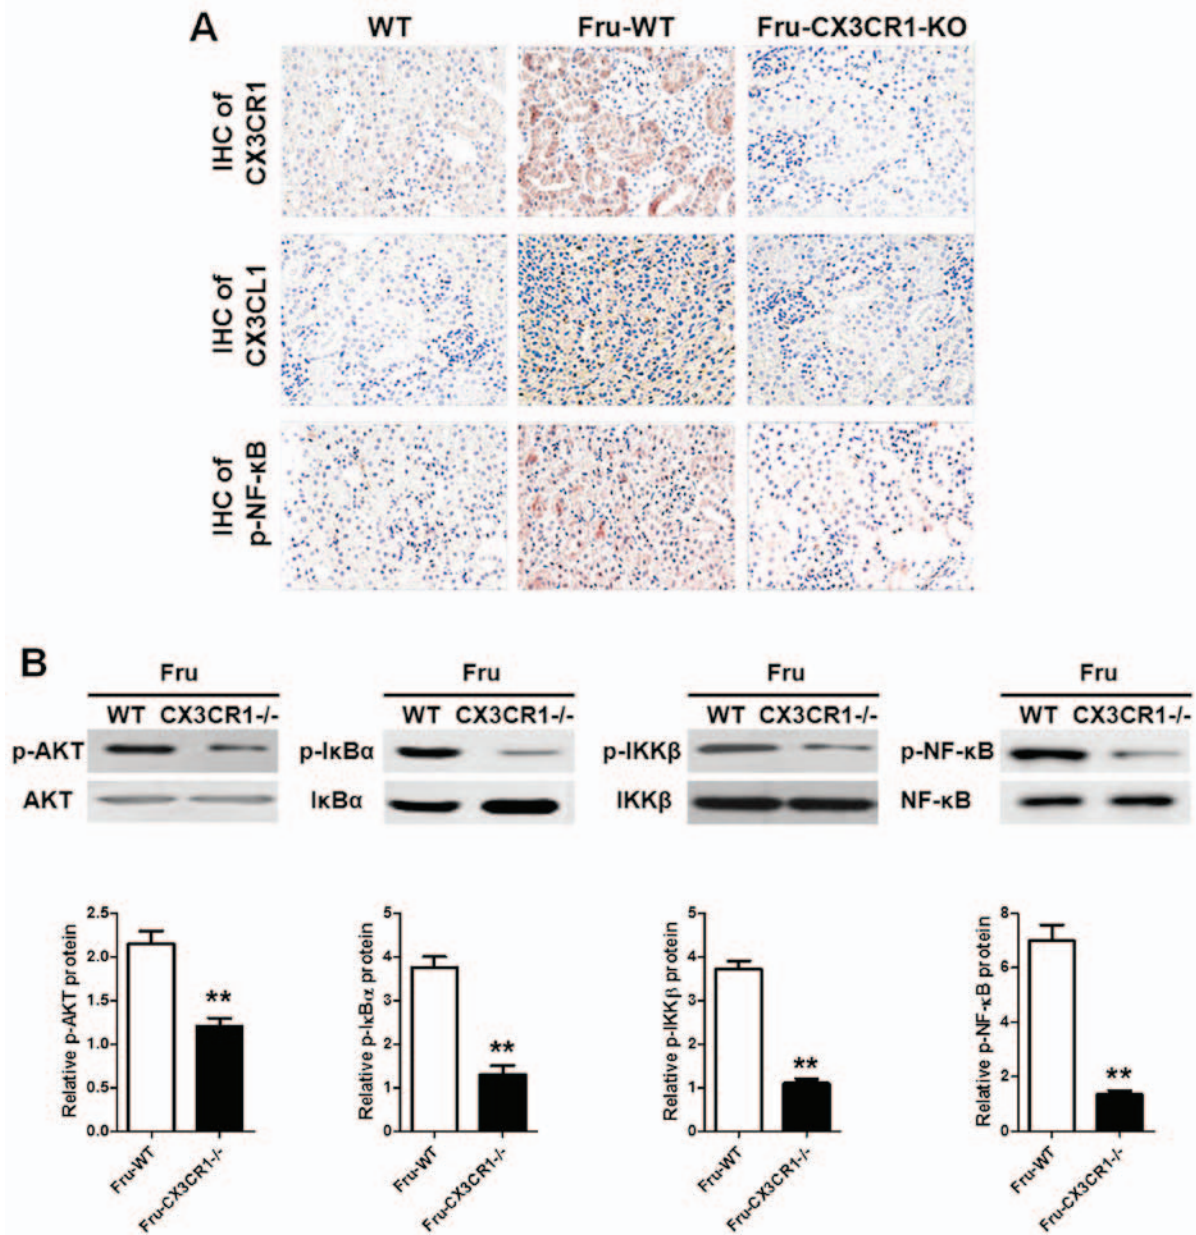 A
WT Fru-WT Fru-CX3CR1-KO
IHC of
CX3CR1
IHC of
CX3CL1
IHC of
p-NF-κB
B
Fru Fru Fru Fru
WT CX3CR1-/- WT CX3CR1-/- WT CX3CR1-/- WT CX3CR1-/-
p-AKT p-IκBα p-IKKβ p-NF-κB
AKT IκBα IKKβ NF-κB
Relative p-AKT protein
2.5
2.0
1.5
1.0
0.5
0.0
**
Fru-WT
Fru-CX3CR1-/-
Relative p-IκBα protein
5
4
3
2
1
0
**
Fru-WT
Fru-CX3CR1-/-
Relative p-IKKβ protein
5
4
3
2
1
0
**
Fru-WT
Fru-CX3CR1-/-
Relative p-NF-κB protein
8
6
4
2
0
**
Fru-WT
Fru-CX3CR1-/-